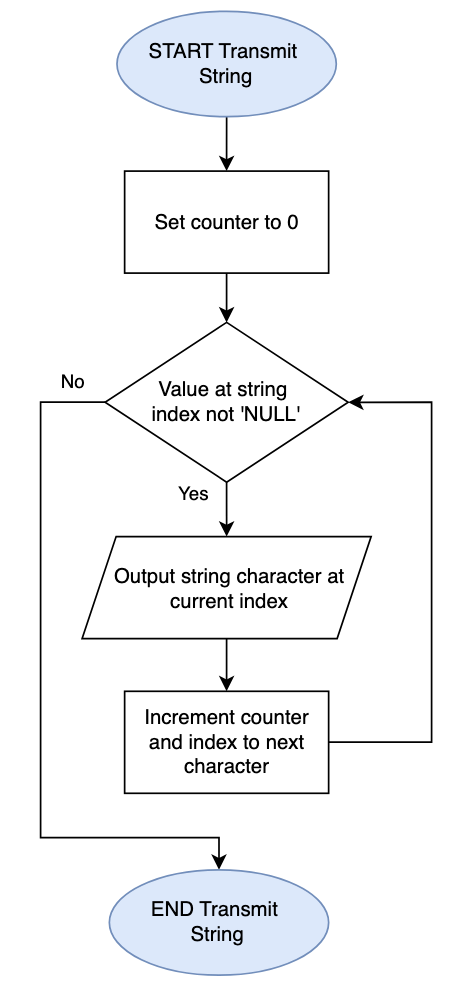 START Transmit
String
Set counter to 0
No
Value at string
index not 'NULL'
Yes
Output string character at
current index
Increment counter
and index to next
character
END Transmit
String